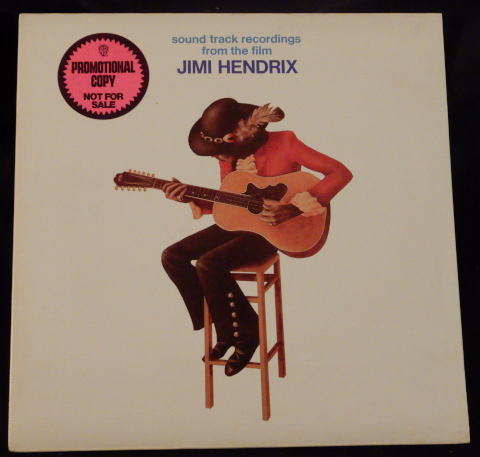 sound track recordings
from the film
JIMI HENDRIX
PROMOTIONAL
COPY
NOT FOR
SALE